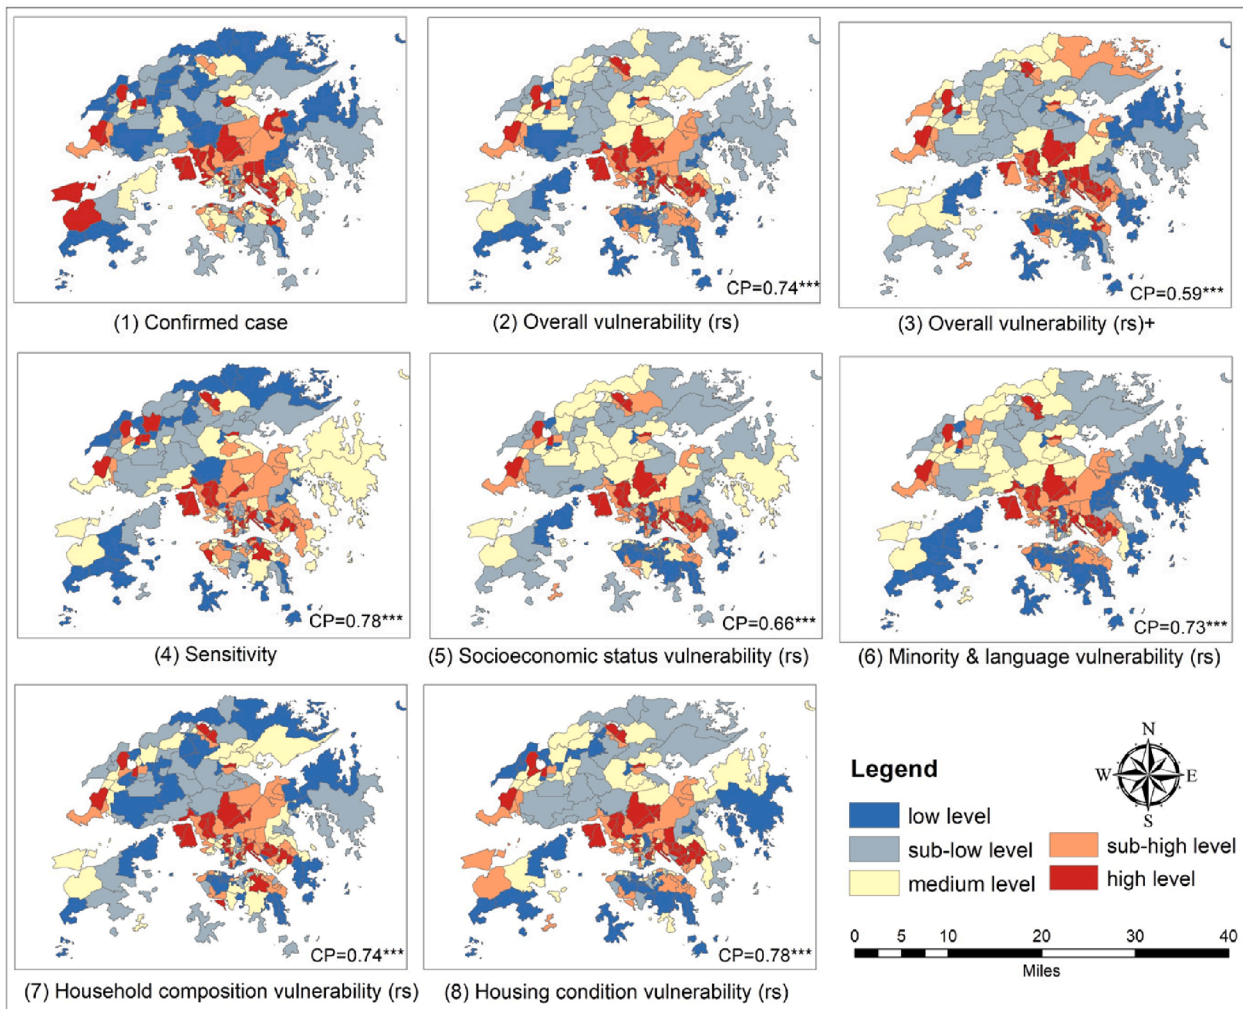 (1) Confirmed case
CP=0.74***
(2) Overall vulnerability (rs)
CP=0.59***
(3) Overall vulnerability (rs)+
CP=0.78***
(4) Sensitivity
CP=0.66***
(5) Socioeconomic status vulnerability (rs)
CP=0.73***
(6) Minority & language vulnerability (rs)
CP=0.74***
(7) Household composition vulnerability (rs)
CP=0.78***
(8) Housing condition vulnerability (rs)
Legend
N
W E
S
low level
sub-low level
medium level
sub-high level
high level
0 5 10 20 30 40
Miles